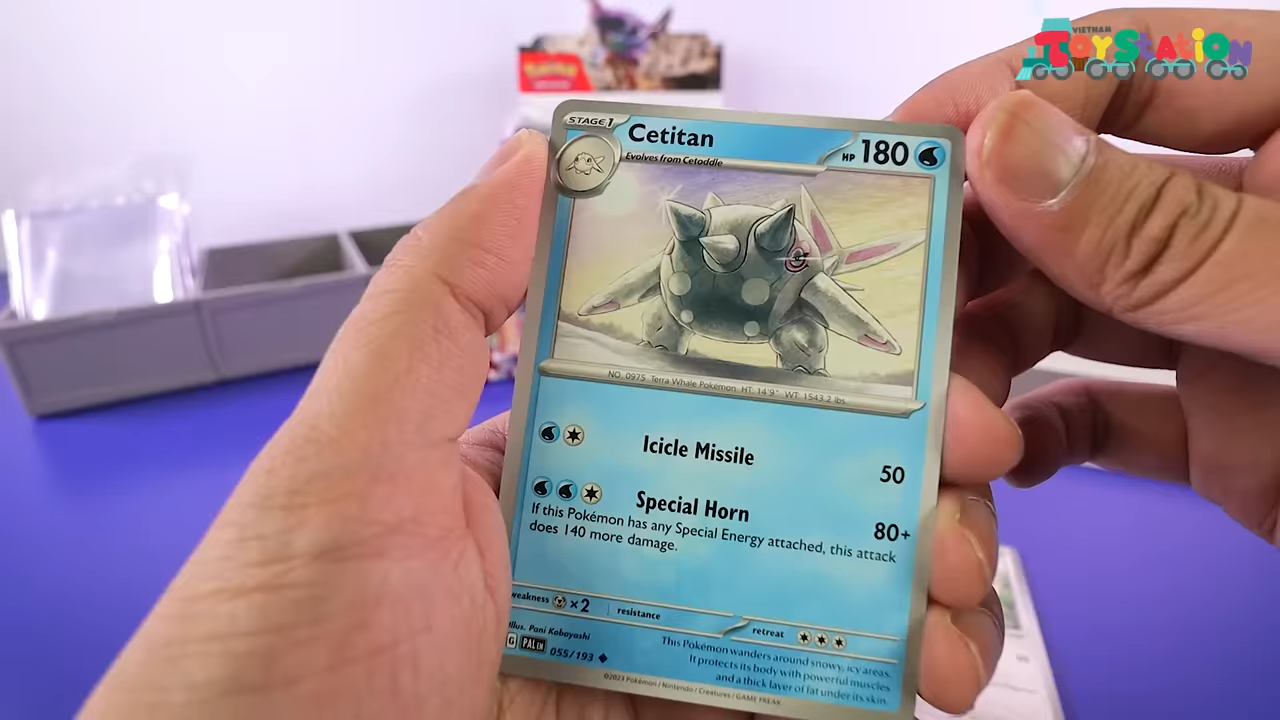 VIETNAM
TOYSTATION
Pokémon
STAGE 1
Cetitan
HP 180
Evolves from Cetoddle
NO. 0975 Terra Whale Pokémon HT: 14'9" WT: 1543.2 lbs.
Icicle Missile 50
Special Horn 80+
If this Pokémon has any Special Energy attached, this attack
does 140 more damage.
weakness ×2 resistance retreat
Illus. Pani Kobayashi
G PAL EN 055/193
This Pokémon wanders around snowy, icy areas.
It protects its body with powerful muscles
and a thick layer of fat under its skin.
©2023 Pokémon / Nintendo / Creatures / GAME FREAK